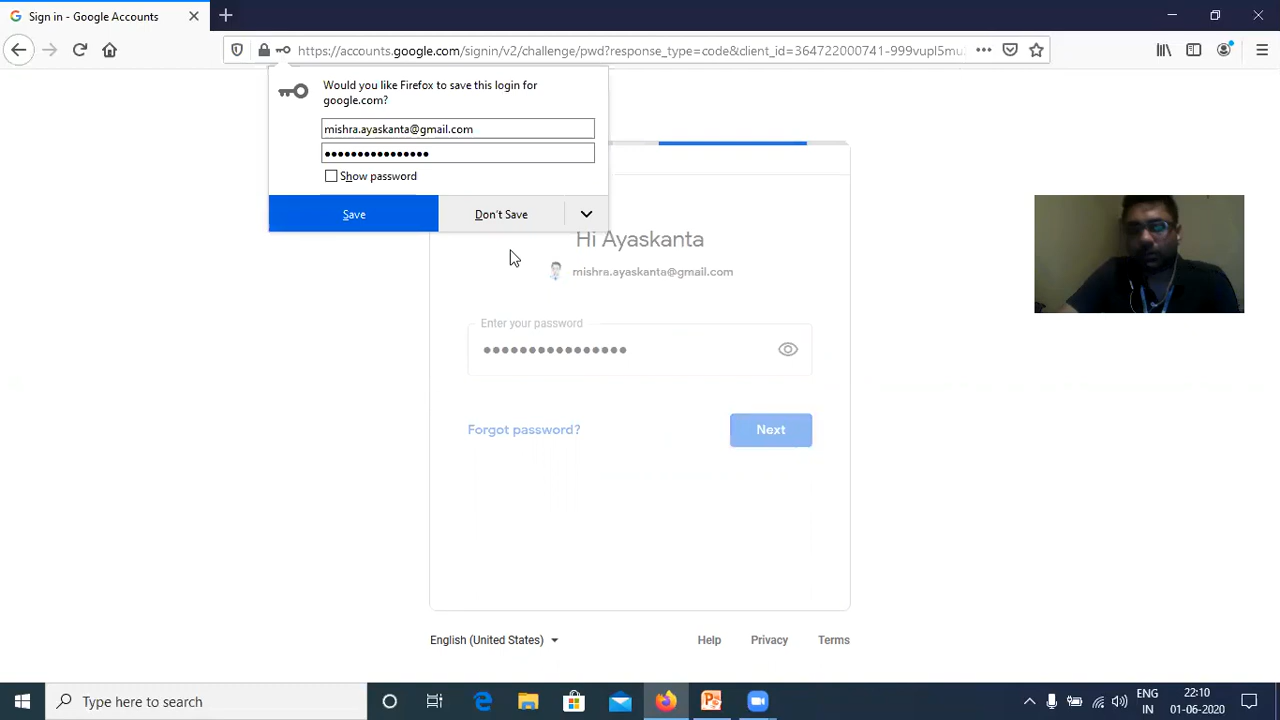 Sign in - Google Accounts
https://accounts.google.com/signin/v2/challenge/pwd?response_type=code&client_id=364722000741-999vupl5mu
Would you like Firefox to save this login for
google.com?
mishra.ayaskanta@gmail.com
••••••••••••••••
Show password
Save
Don't Save
Hi Ayaskanta
mishra.ayaskanta@gmail.com
Enter your password
••••••••••••••••
Forgot password?
Next
English (United States)
Help
Privacy
Terms
Type here to search
ENG
IN
22:10
01-06-2020